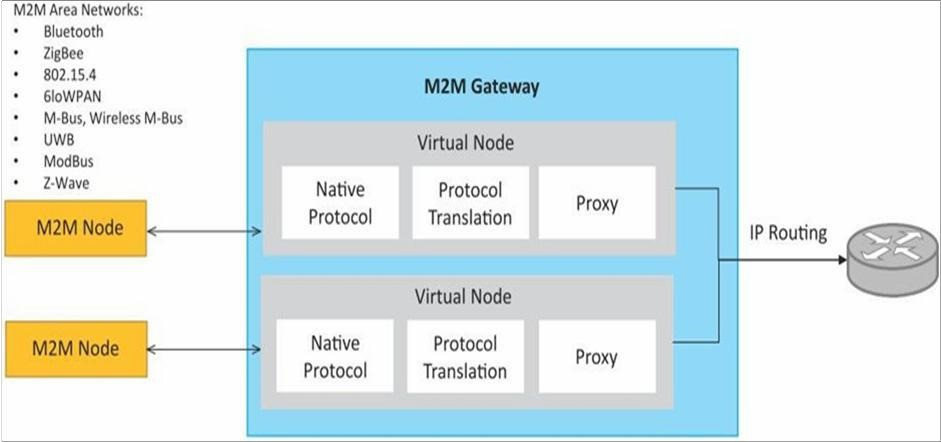 M2M Area Networks:
• Bluetooth
• ZigBee
• 802.15.4
• 6loWPAN
• M-Bus, Wireless M-Bus
• UWB
• ModBus
• Z-Wave
M2M Node
M2M Node
M2M Gateway
Virtual Node
Native
Protocol
Protocol
Translation
Proxy
Virtual Node
Native
Protocol
Protocol
Translation
Proxy
IP Routing